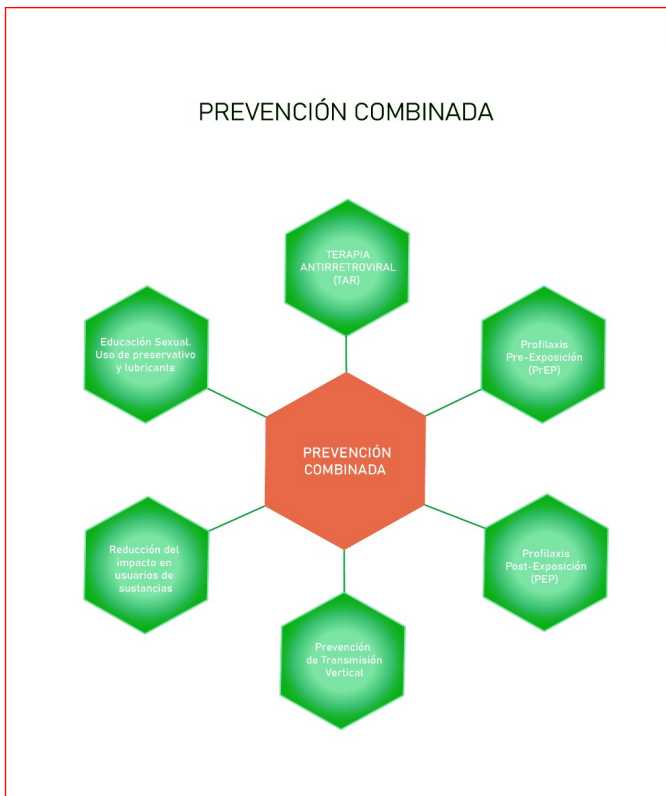 PREVENCIÓN COMBINADA
TERAPIA
ANTIRRETROVIRAL
(TAR)
Educación Sexual.
Uso de preservativo
y lubricante
Profilaxis
Pre-Exposición
(PrEP)
PREVENCIÓN
COMBINADA
Reducción del
impacto en
usuarios de
sustancias
Profilaxis
Post-Exposición
(PEP)
Prevención
de Transmisión
Vertical